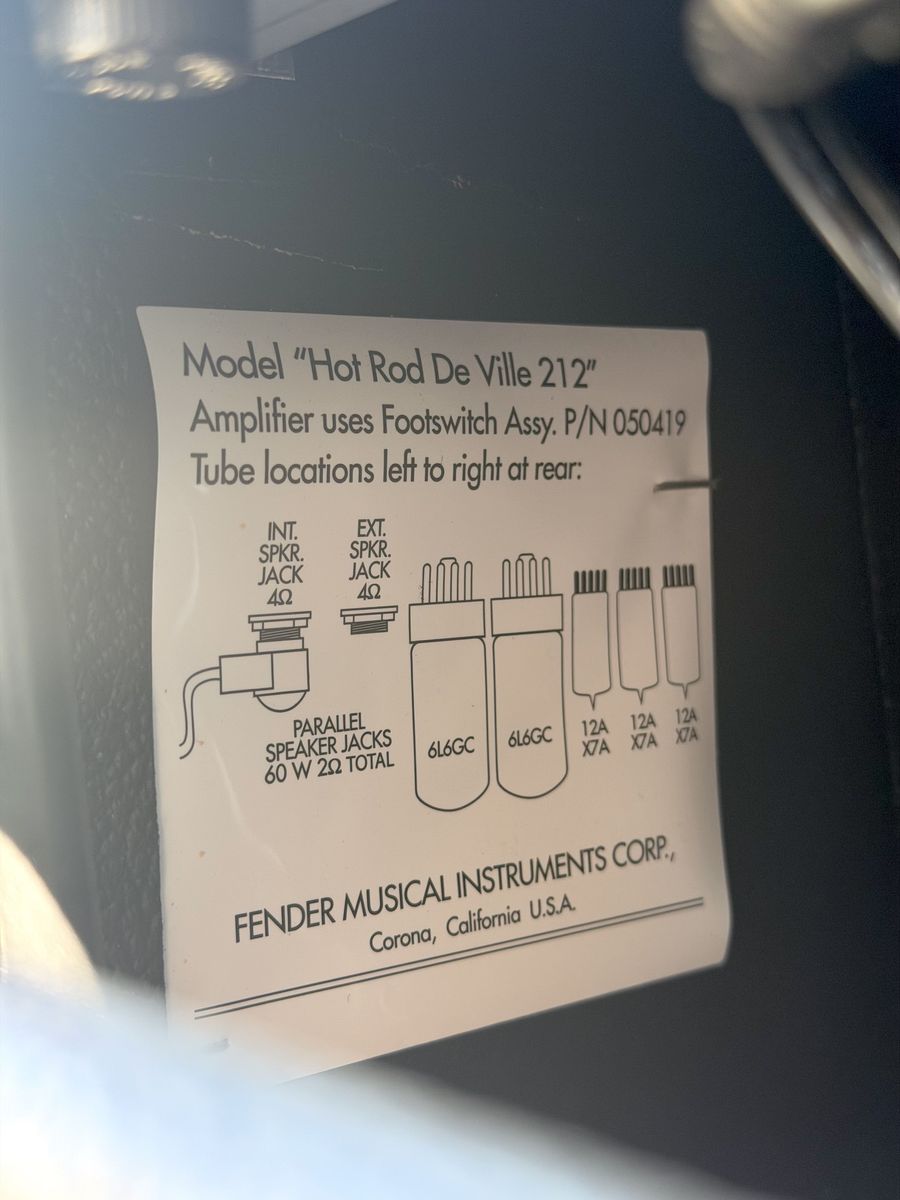 Model "Hot Rod De Ville 212"
Amplifier uses Footswitch Assy. P/N 050419
Tube locations left to right at rear:
INT.
SPKR.
JACK
4Ω
EXT.
SPKR.
JACK
4Ω
PARALLEL
SPEAKER JACKS
60 W 2Ω TOTAL
6L6GC
6L6GC
12A
X7A
12A
X7A
12A
X7A
FENDER MUSICAL INSTRUMENTS CORP.,
Corona, California U.S.A.